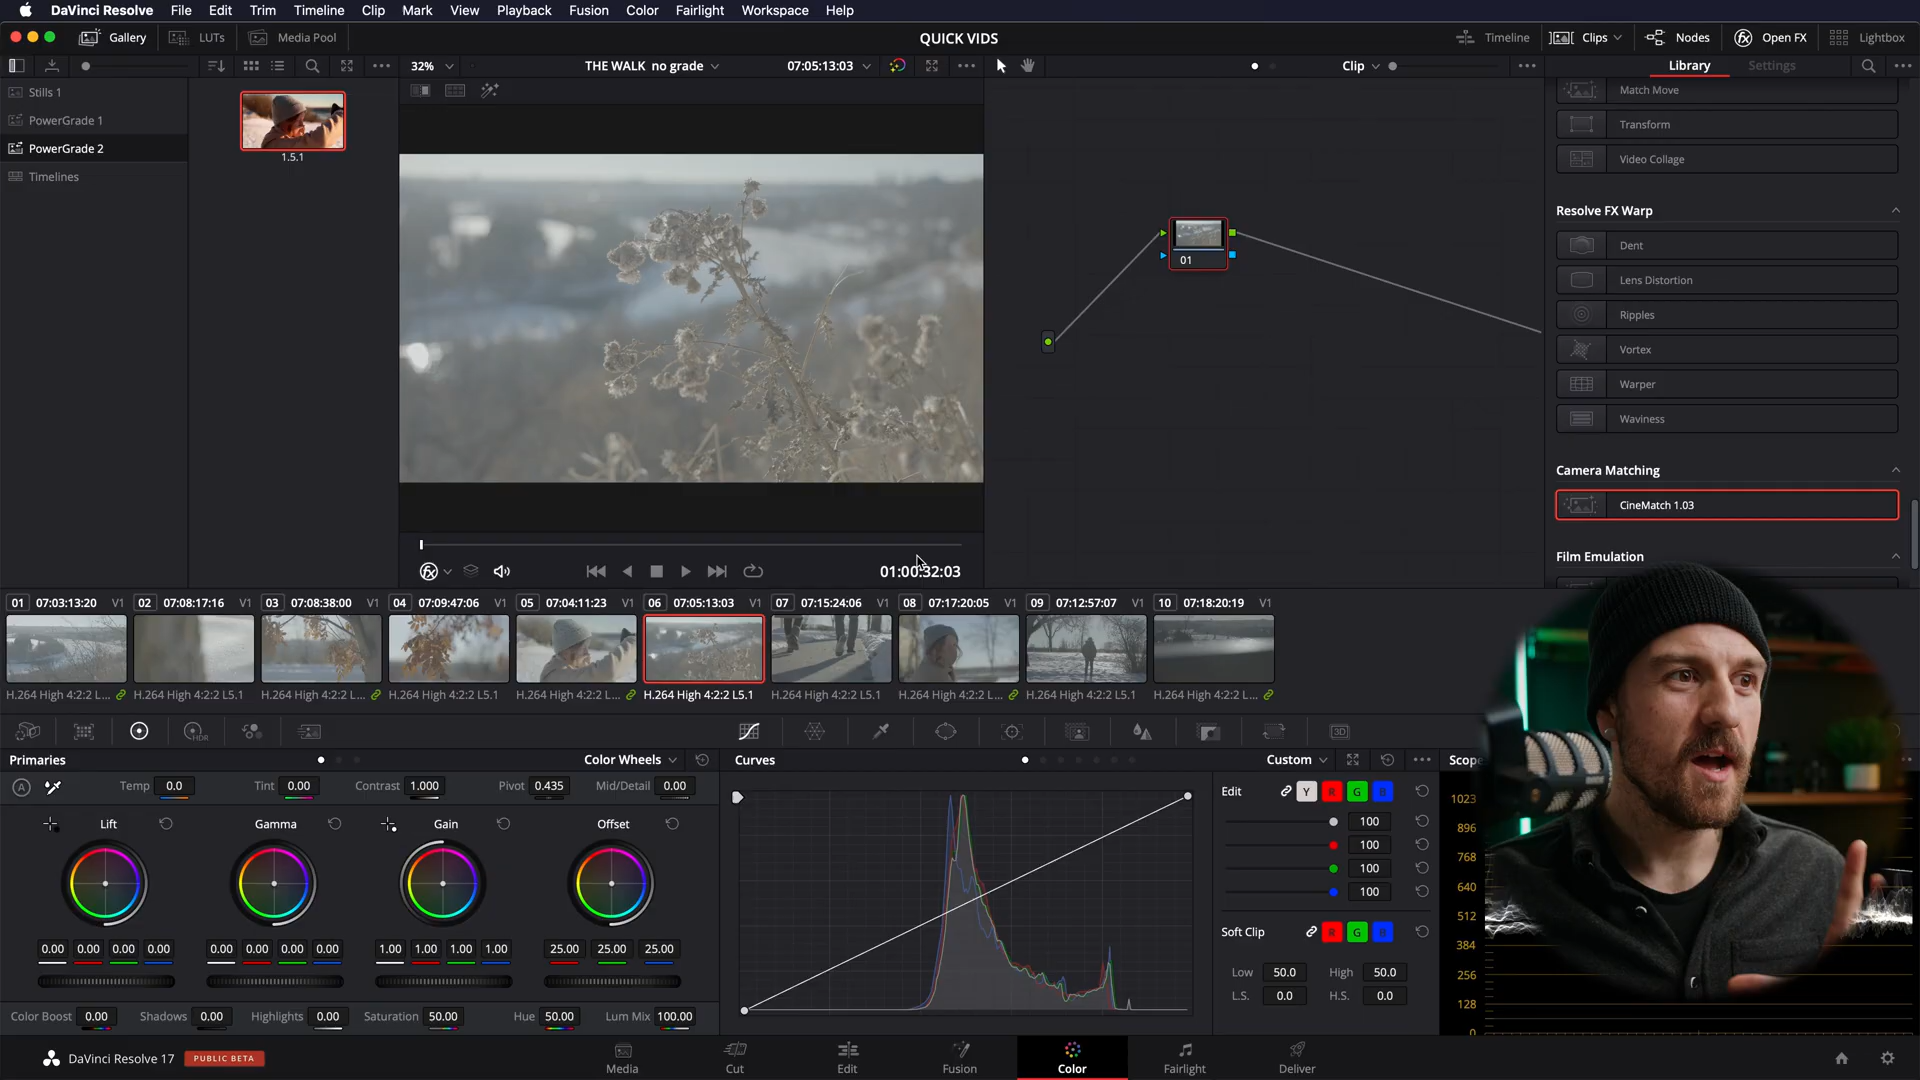 DaVinci Resolve File Edit Trim Timeline Clip Mark View Playback Fusion Color Fairlight Workspace Help
Gallery LUTs Media Pool QUICK VIDS Timeline Clips Nodes Open FX Lightbox
32% THE WALK no grade 07:05:13:03 Clip Library Settings
Stills 1
PowerGrade 1
PowerGrade 2
Timelines
1.5.1
01
Match Move
Transform
Video Collage
Resolve FX Warp
Dent
Lens Distortion
Ripples
Vortex
Warper
Waviness
Camera Matching
CineMatch 1.03
Film Emulation
01:00:32:03
01 07:03:13:20 V1 02 07:08:17:16 V1 03 07:08:38:00 V1 04 07:09:47:06 V1 05 07:04:11:23 V1 06 07:05:13:03 V1 07 07:15:24:06 V1 08 07:17:20:05 V1 09 07:12:57:07 V1 10 07:18:20:19 V1
H.264 High 4:2:2 L... H.264 High 4:2:2 L5.1 H.264 High 4:2:2 L... H.264 High 4:2:2 L5.1 H.264 High 4:2:2 L... H.264 High 4:2:2 L5.1 H.264 High 4:2:2 L5.1 H.264 High 4:2:2 L... H.264 High 4:2:2 L5.1 H.264 High 4:2:2 L...
HDR 3D
Primaries Color Wheels Curves Custom Scope
A Temp 0.0 Tint 0.00 Contrast 1.000 Pivot 0.435 Mid/Detail 0.00
Lift Gamma Gain Offset
0.00 0.00 0.00 0.00 0.00 0.00 0.00 0.00 1.00 1.00 1.00 1.00 25.00 25.00 25.00
Color Boost 0.00 Shadows 0.00 Highlights 0.00 Saturation 50.00 Hue 50.00 Lum Mix 100.00
Edit Y R G B
100
100
100
100
Soft Clip R G B
Low 50.0 High 50.0
L.S. 0.0 H.S. 0.0
1023
896
768
640
512
384
256
128
0
DaVinci Resolve 17 PUBLIC BETA Media Cut Edit Fusion Color Fairlight Deliver